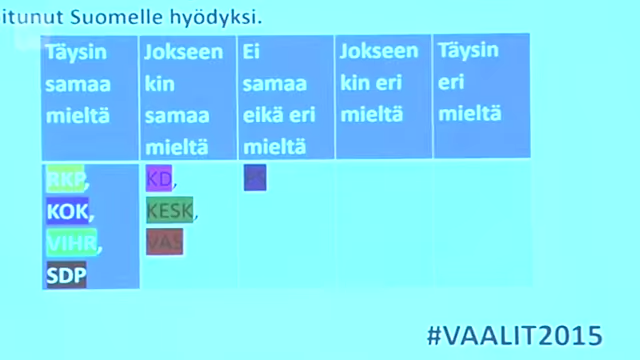 itunut Suomelle hyödyksi.
Täysin samaa mieltä
Jokseen kin samaa mieltä
Ei samaa eikä eri mieltä
Jokseen kin eri mieltä
Täysin eri mieltä
RKP,
KOK,
VIHR,
SDP
KD,
KESK,
VAS
PS
#VAALIT2015